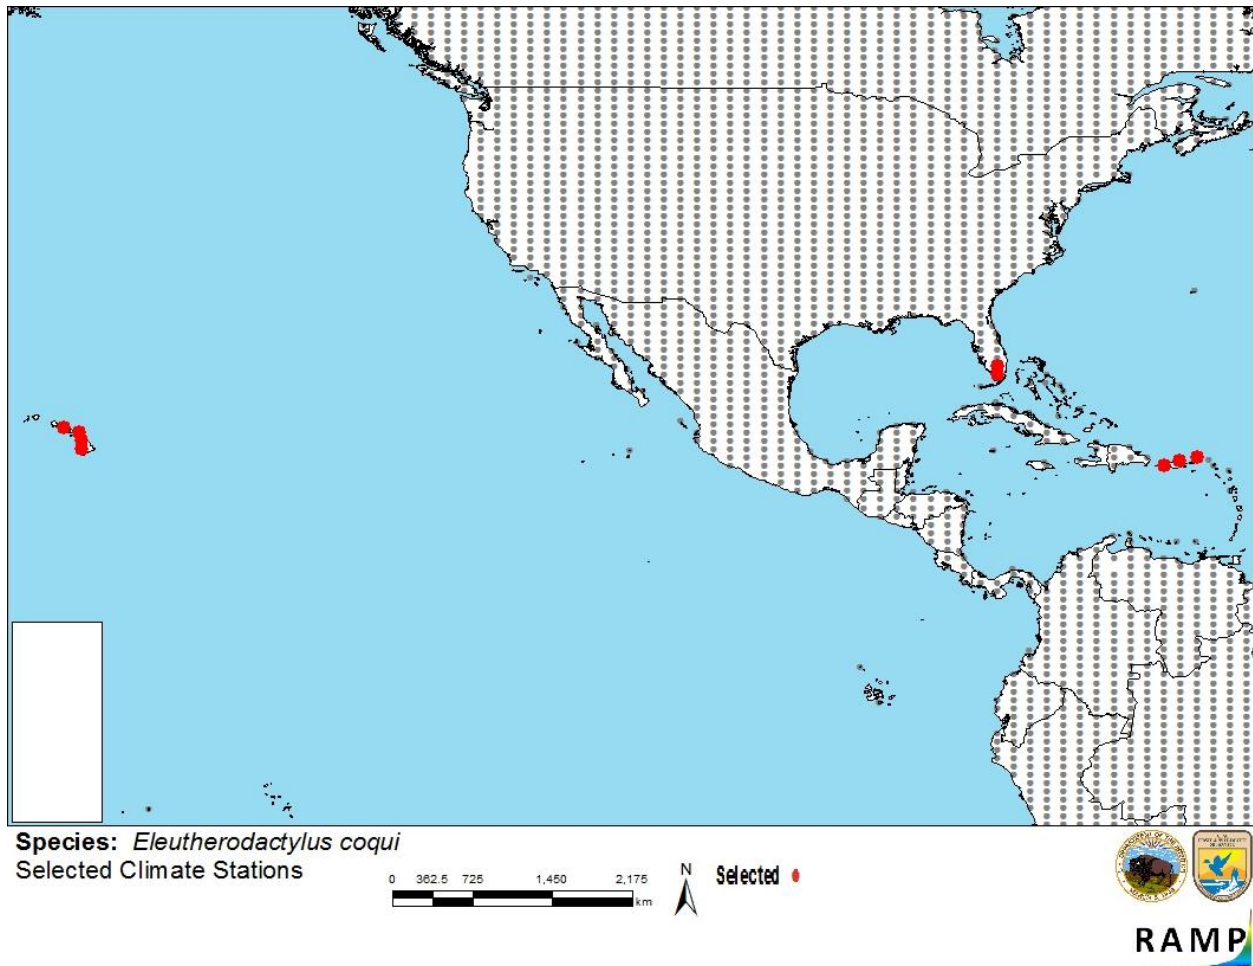 Species: Eleutherodactylus coqui
Selected Climate Stations
0 362.5 725 1,450 2,175
km
N
Selected
RAMP